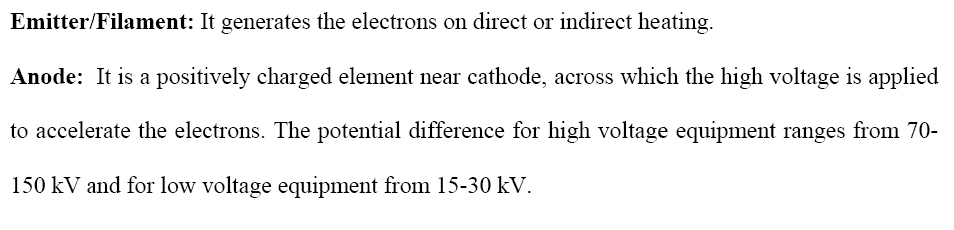 Emitter/Filament: It generates the electrons on direct or indirect heating.
Anode: It is a positively charged element near cathode, across which the high voltage is applied
to accelerate the electrons. The potential difference for high voltage equipment ranges from 70-
150 kV and for low voltage equipment from 15-30 kV.